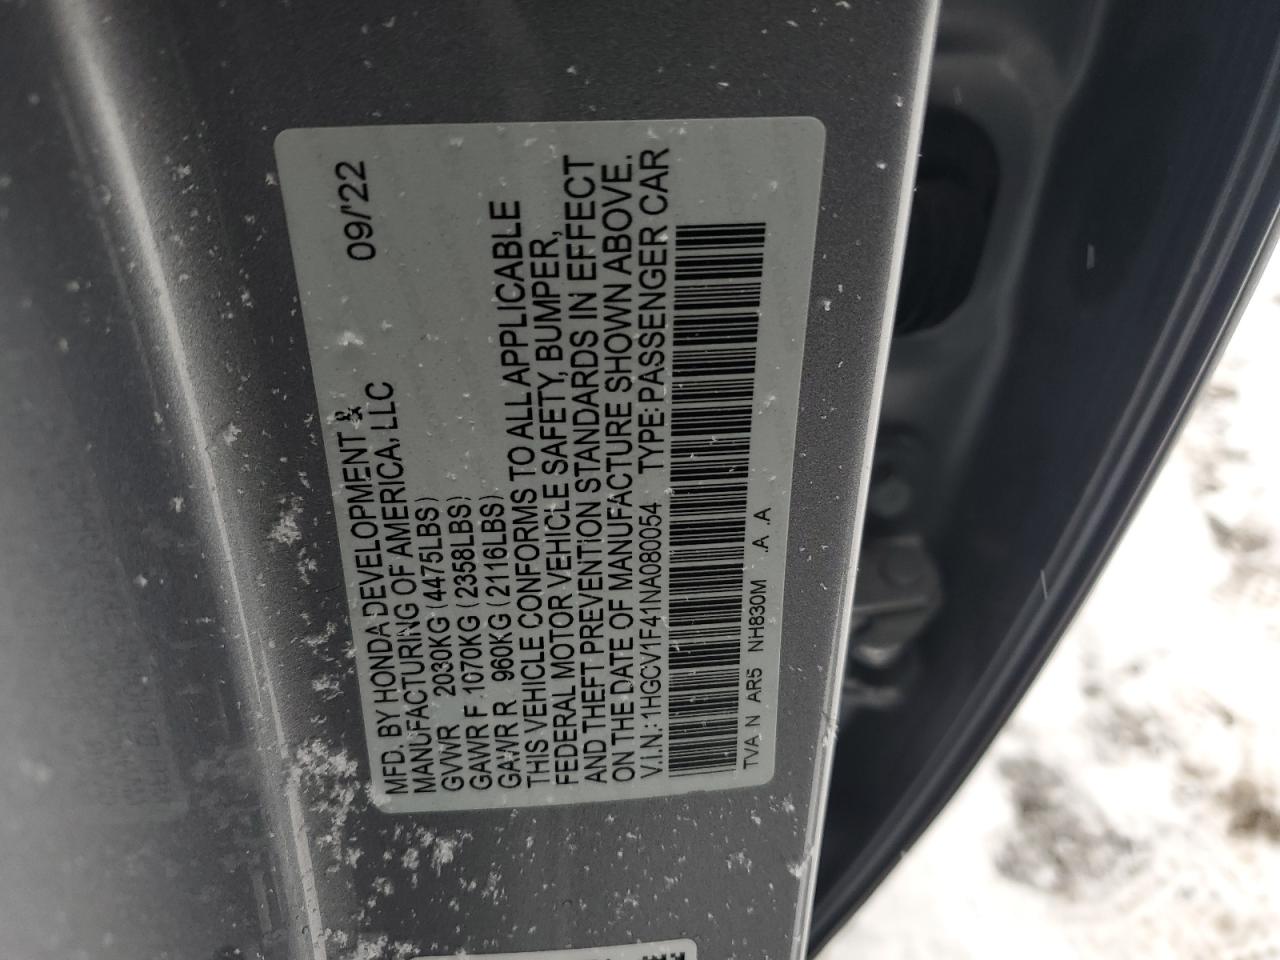 MFD. BY HONDA DEVELOPMENT &
MANUFACTURING OF AMERICA, LLC 09/'22
GVWR 2030KG (4475LBS)
GAWR F 1070KG (2358LBS)
GAWR R 960KG (2116LBS)
THIS VEHICLE CONFORMS TO ALL APPLICABLE
FEDERAL MOTOR VEHICLE SAFETY, BUMPER,
AND THEFT PREVENTION STANDARDS IN EFFECT
ON THE DATE OF MANUFACTURE SHOWN ABOVE.
V.I.N.: 1HGCV1F41NA080054 TYPE: PASSENGER CAR
TVA N AR5 NH830M .A .A